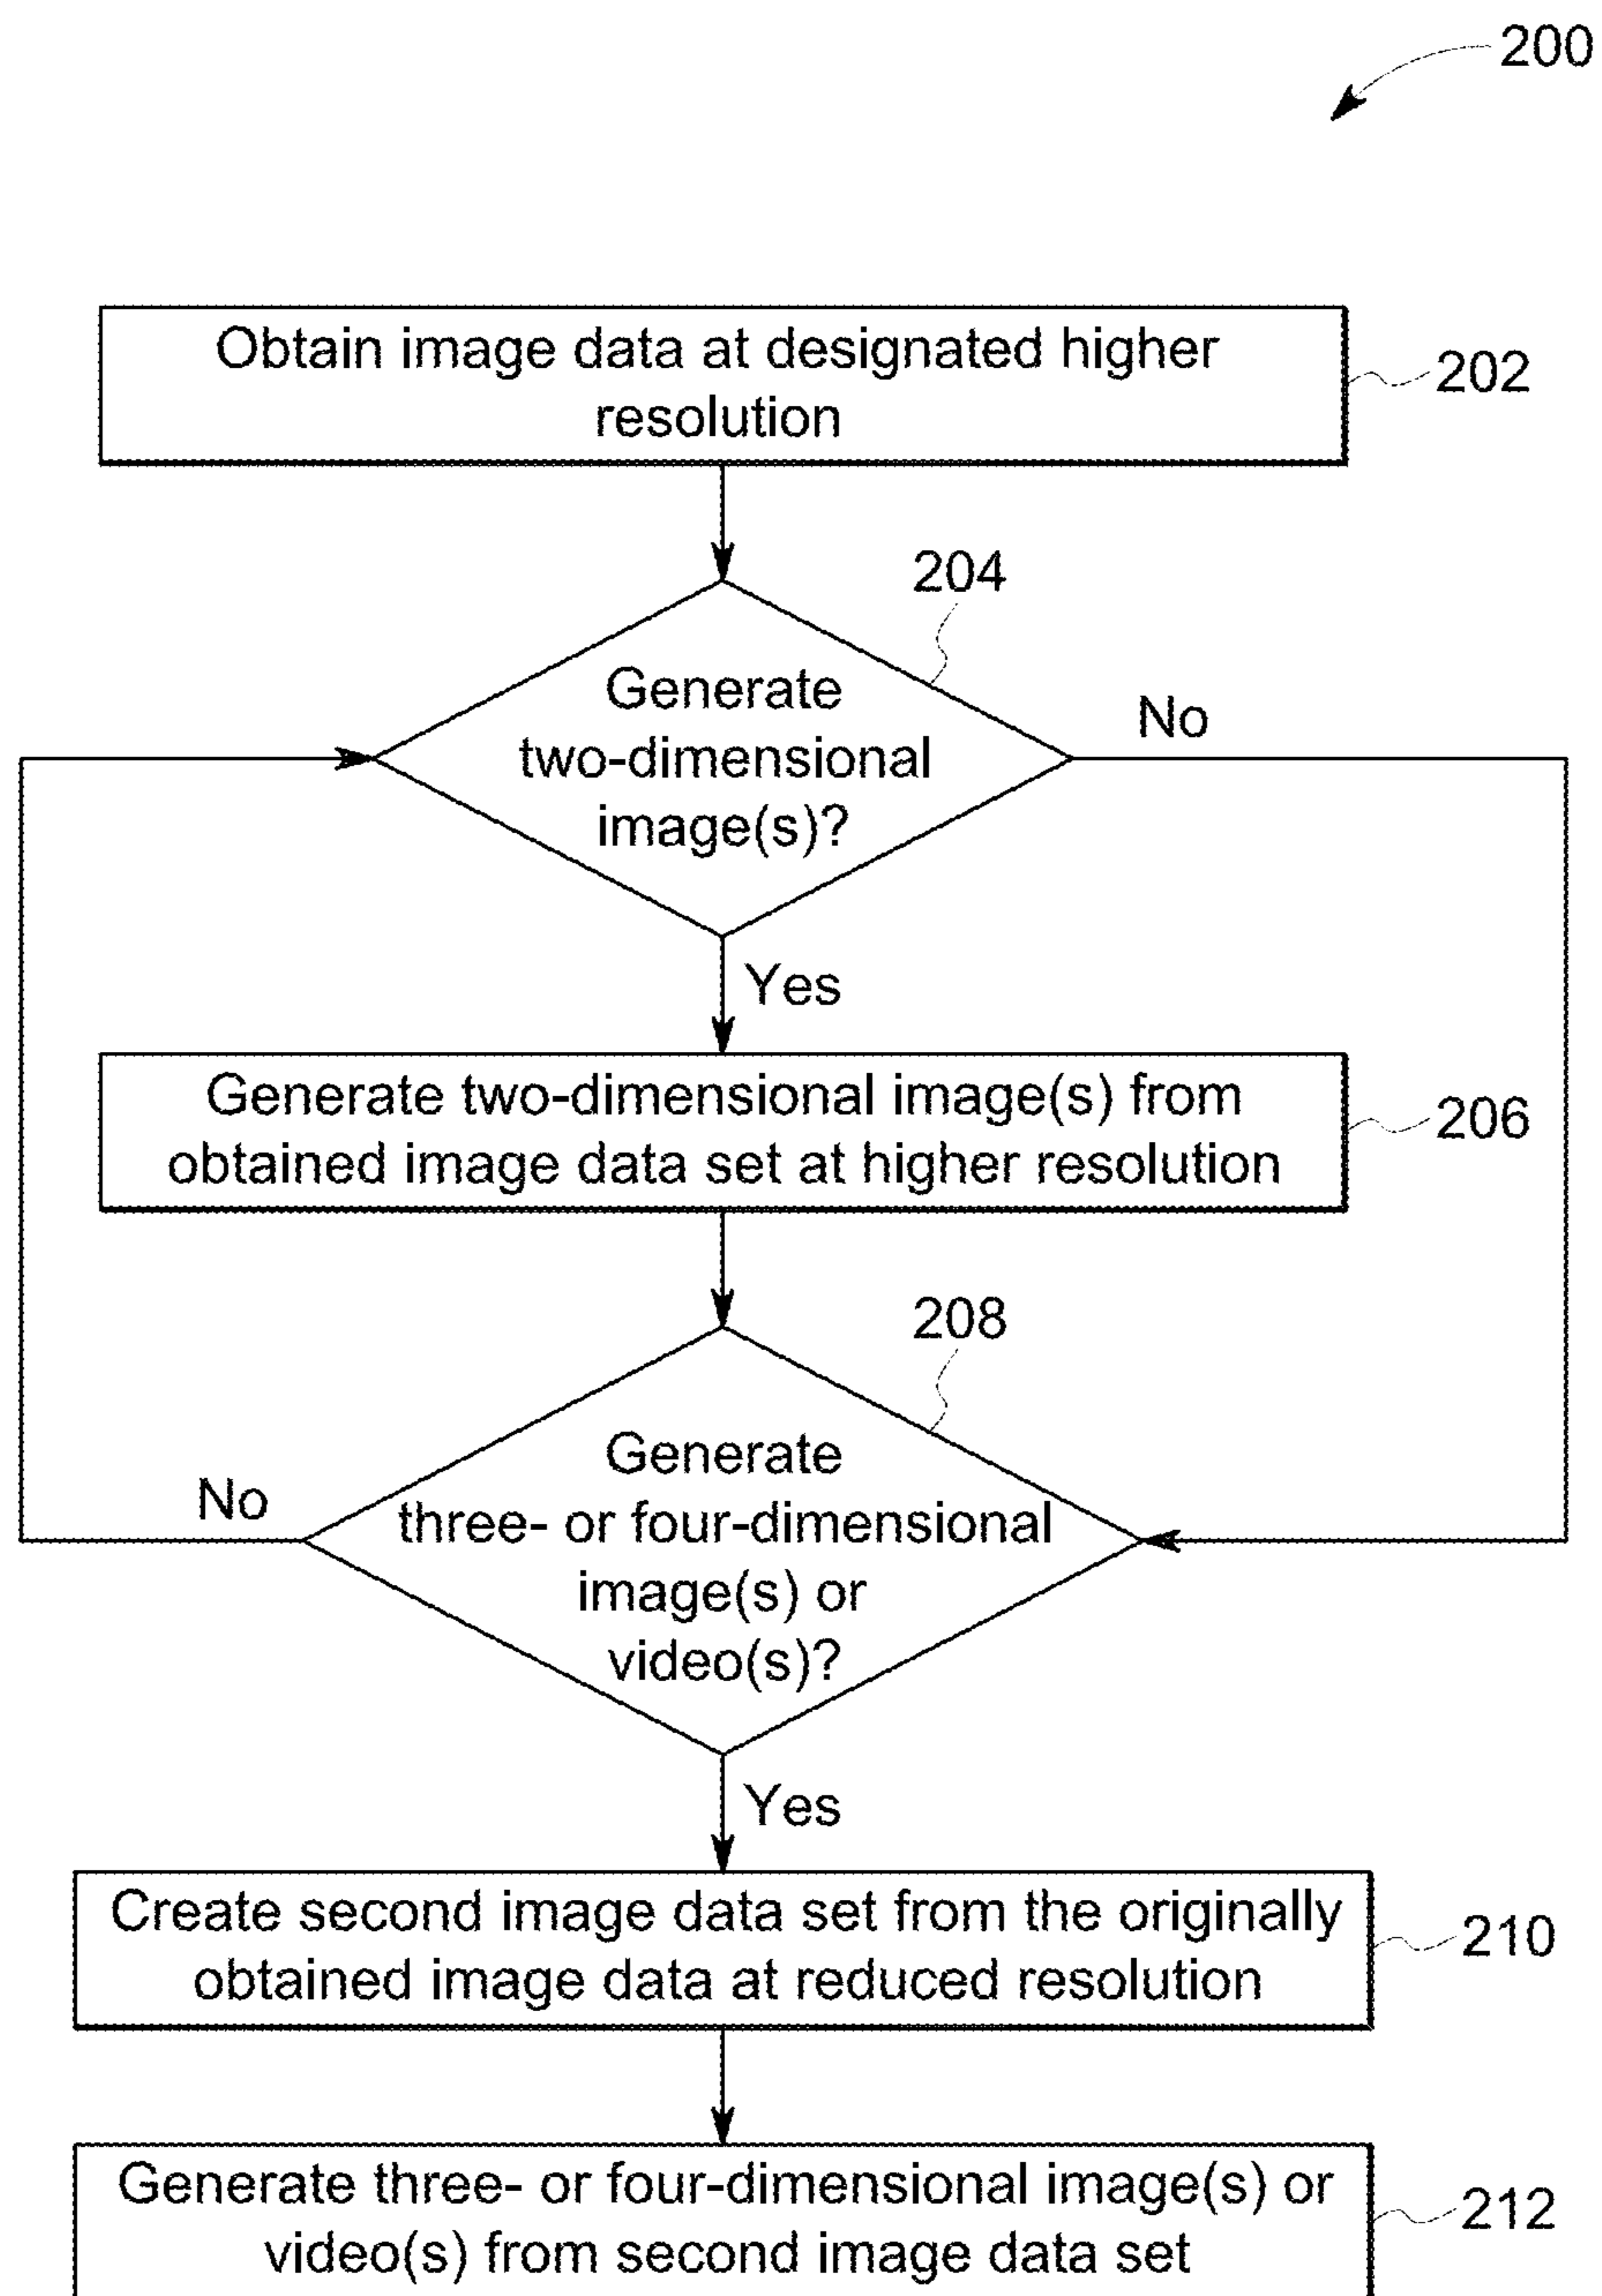 200
Obtain image data at designated higher
resolution
202
204
Generate
two-dimensional
image(s)?
No
Yes
Generate two-dimensional image(s) from
obtained image data set at higher resolution
206
208
Generate
three- or four-dimensional
image(s) or
video(s)?
No
Yes
Create second image data set from the originally
obtained image data at reduced resolution
210
Generate three- or four-dimensional image(s) or
video(s) from second image data set
212